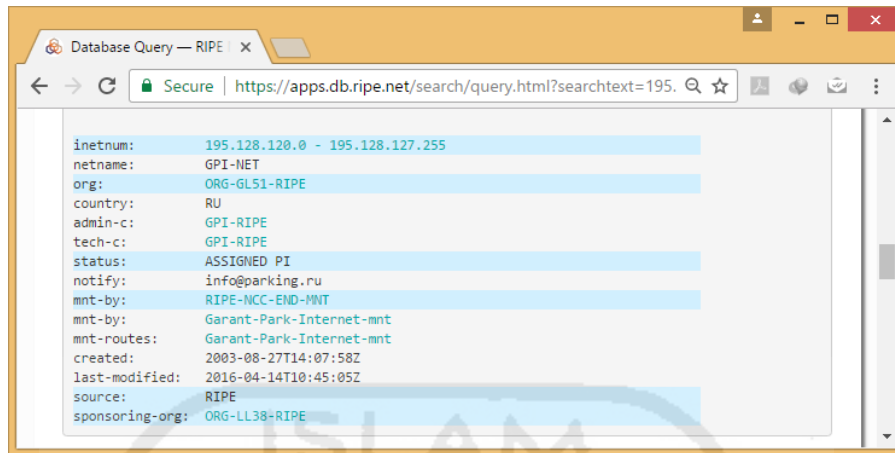 Database Query — RIPE
Secure | https://apps.db.ripe.net/search/query.html?searchtext=195.
inetnum: 195.128.120.0 - 195.128.127.255
netname: GPI-NET
org: ORG-GL51-RIPE
country: RU
admin-c: GPI-RIPE
tech-c: GPI-RIPE
status: ASSIGNED PI
notify: info@parking.ru
mnt-by: RIPE-NCC-END-MNT
mnt-by: Garant-Park-Internet-mnt
mnt-routes: Garant-Park-Internet-mnt
created: 2003-08-27T14:07:58Z
last-modified: 2016-04-14T10:45:05Z
source: RIPE
sponsoring-org: ORG-LL38-RIPE
ISLAM